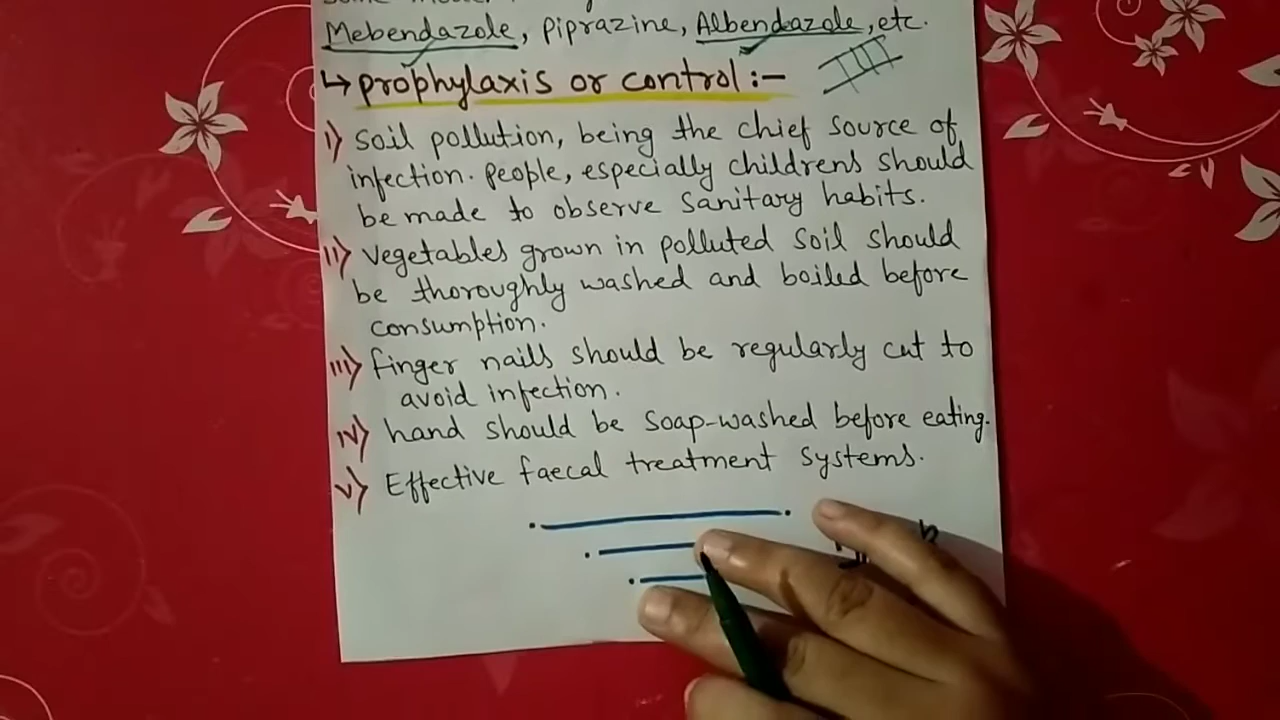 Mebendazole, Piprazine, Albendazole, etc.
↳ prophylaxis or control :-
i) Soil pollution, being the chief source of
infection. people, especially childrens should
be made to observe sanitary habits.
ii) Vegetables grown in polluted soil should
be thoroughly washed and boiled before
consumption.
iii) finger nails should be regularly cut to
avoid infection.
iv) hand should be soap-washed before eating.
v) Effective faecal treatment systems.